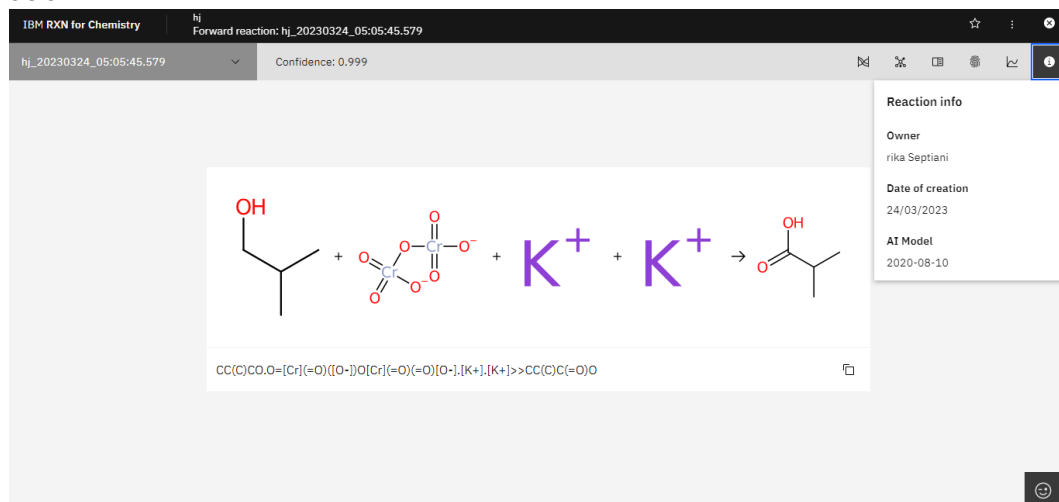 IBM RXN for Chemistry
hj
Forward reaction: hj_20230324_05:05:45.579
hj_20230324_05:05:45.579
Confidence: 0.999
Reaction info
Owner
rika Septiani
Date of creation
24/03/2023
AI Model
2020-08-10
OH
+
O
O
Cr
O⁻
O
Cr
O
O⁻
O
+
K+
+
K+
→
OH
O
CC(C)CO.O=[Cr](=O)([O-])O[Cr](=O)(=O)[O-].[K+].[K+]>>CC(C)C(=O)O